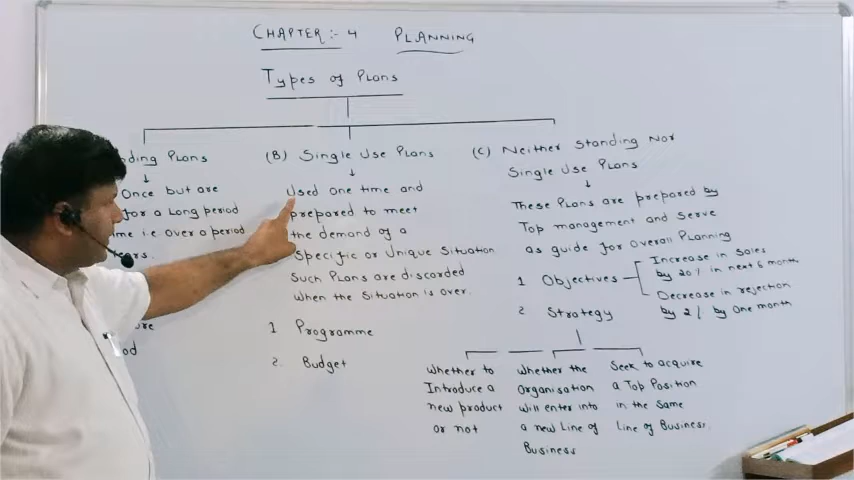 CHAPTER :- 4 PLANNING
Types of Plans
nding Plans
Once but are
for a Long period
me i.e. over a period
ears.
ure
od
(B) Single Use Plans
Used one time and
prepared to meet
the demand of a
Specific or Unique Situation
Such Plans are discarded
When the Situation is over.
1 Programme
2. Budget
(C) Neither Standing Nor
Single Use Plans
These Plans are prepared by
Top management and Serve
as guide for Overall Planning
1 Objectives
Increase in Sales
by 20% in next 6 month
Decrease in rejection
by 2% by One month
2 Strategy
Whether to
Introduce a
new product
or not
Whether the
Organisation
will enter into
a new Line of
Business
Seek to acquire
a Top Position
in the Same
Line of Business.